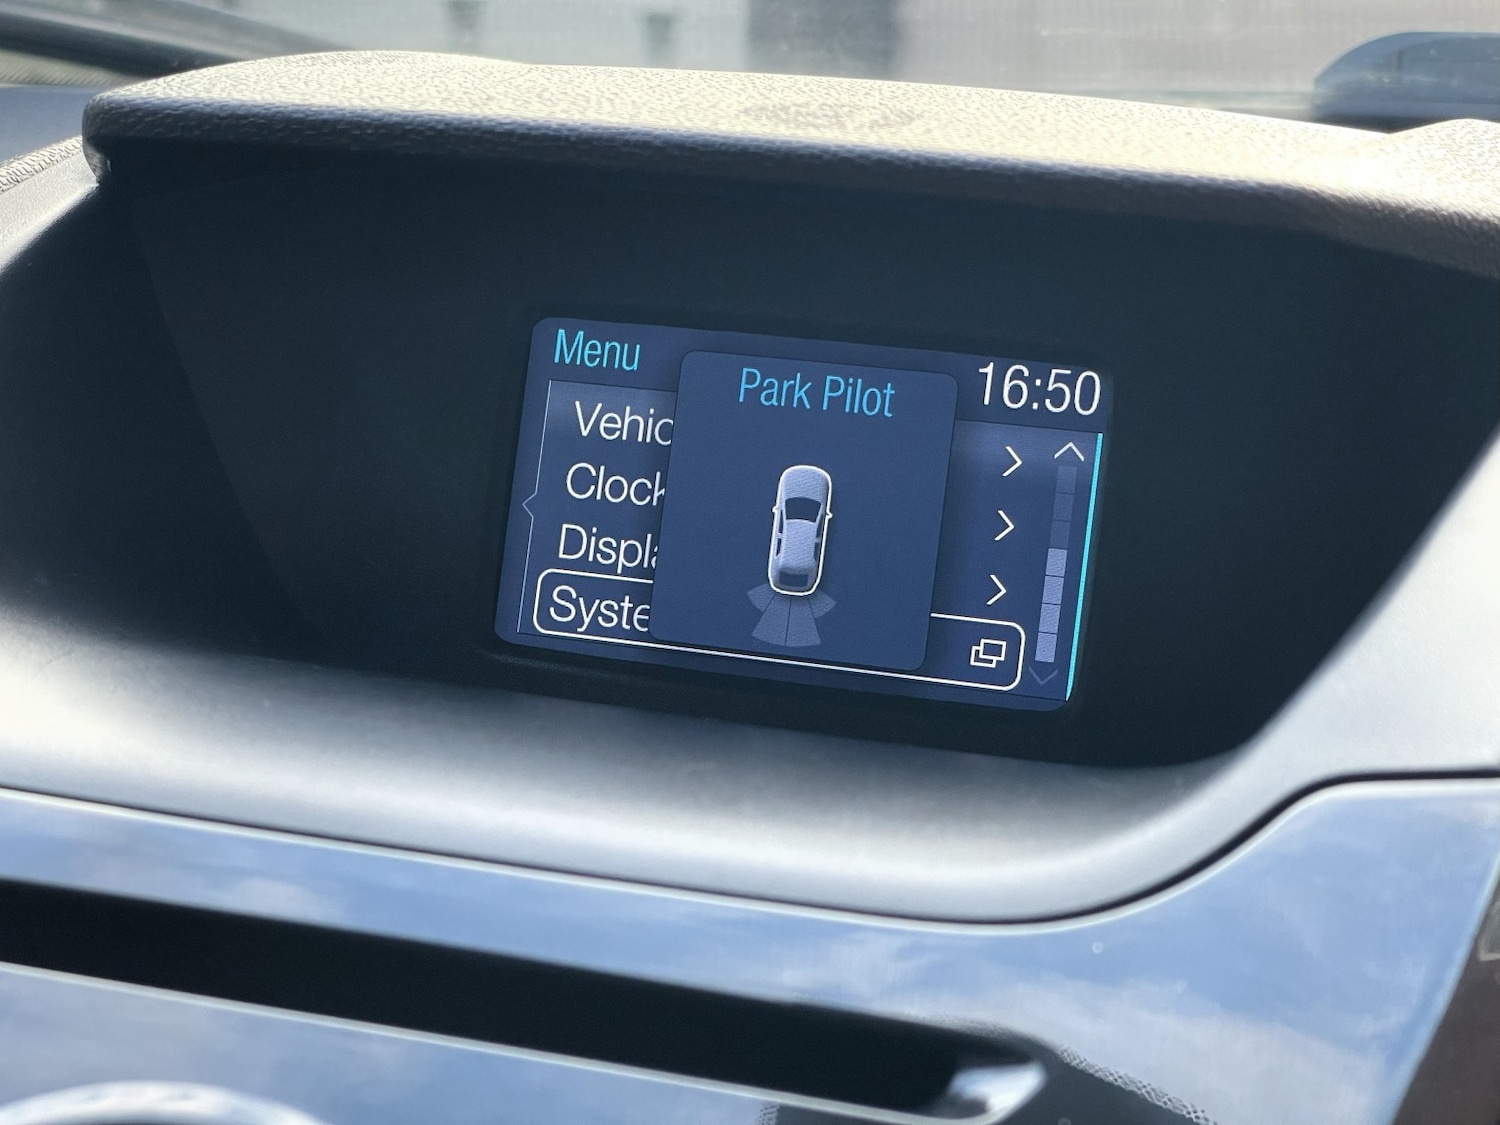 Menu
Park Pilot
16:50
Vehic
Clock
Displa
Syste